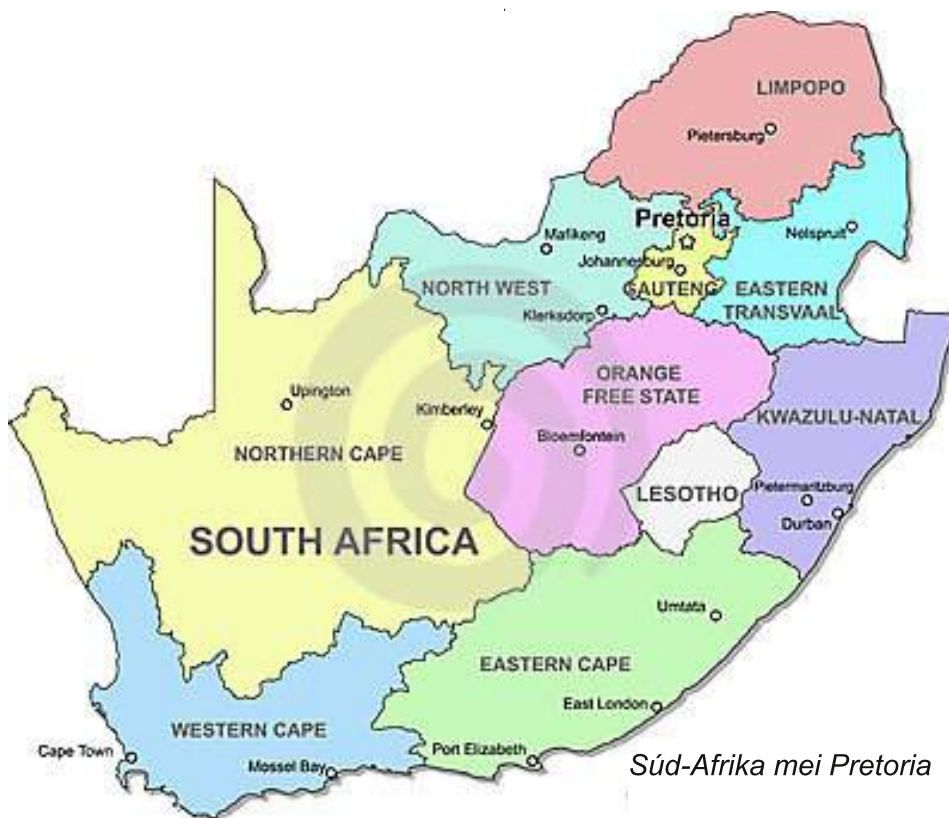 LIMPOPO
Pietersburg
Pretoria
Nelspruit
Mafikeng
Johannesburg
NORTH WEST
GAUTENG
EASTERN
TRANSVAAL
Klerksdorp
ORANGE
FREE STATE
Upington
Kimberley
KWAZULU-NATAL
Bloemfontein
NORTHERN CAPE
LESOTHO
Pietermaritzburg
Durban
SOUTH AFRICA
Umtata
EASTERN CAPE
East London
WESTERN CAPE
Cape Town
Port Elizabeth
Mossel Bay
Súd-Afrika mei Pretoria